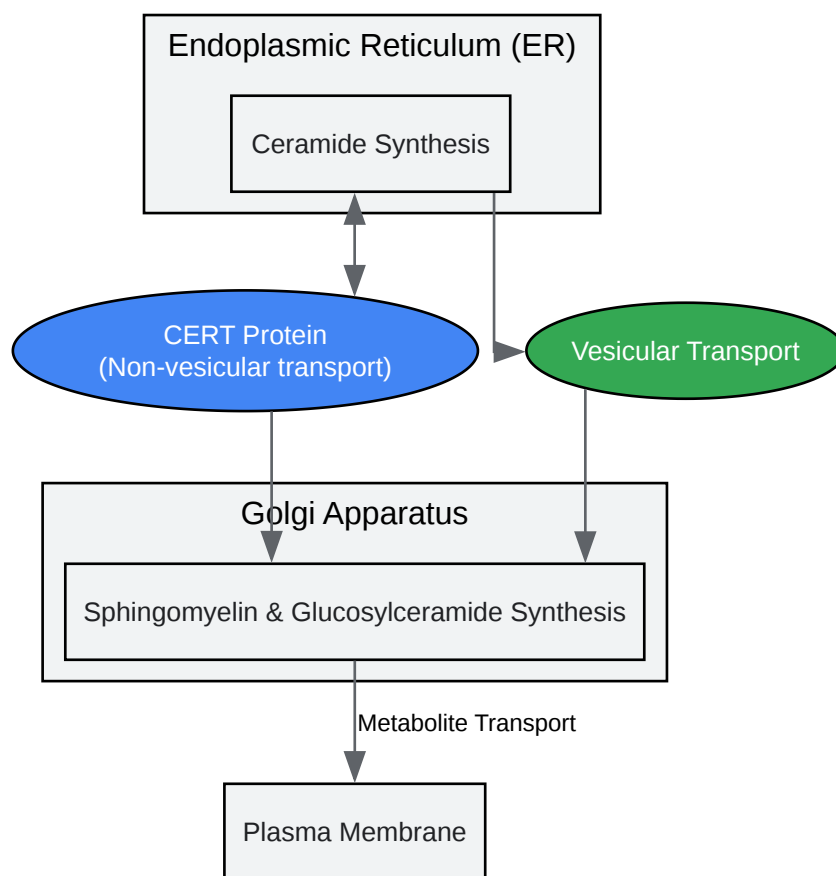 Endoplasmic Reticulum (ER)
Ceramide Synthesis
CERT Protein
(Non-vesicular transport)
Vesicular Transport
Golgi Apparatus
Sphingomyelin & Glucosylceramide Synthesis
Metabolite Transport
Plasma Membrane